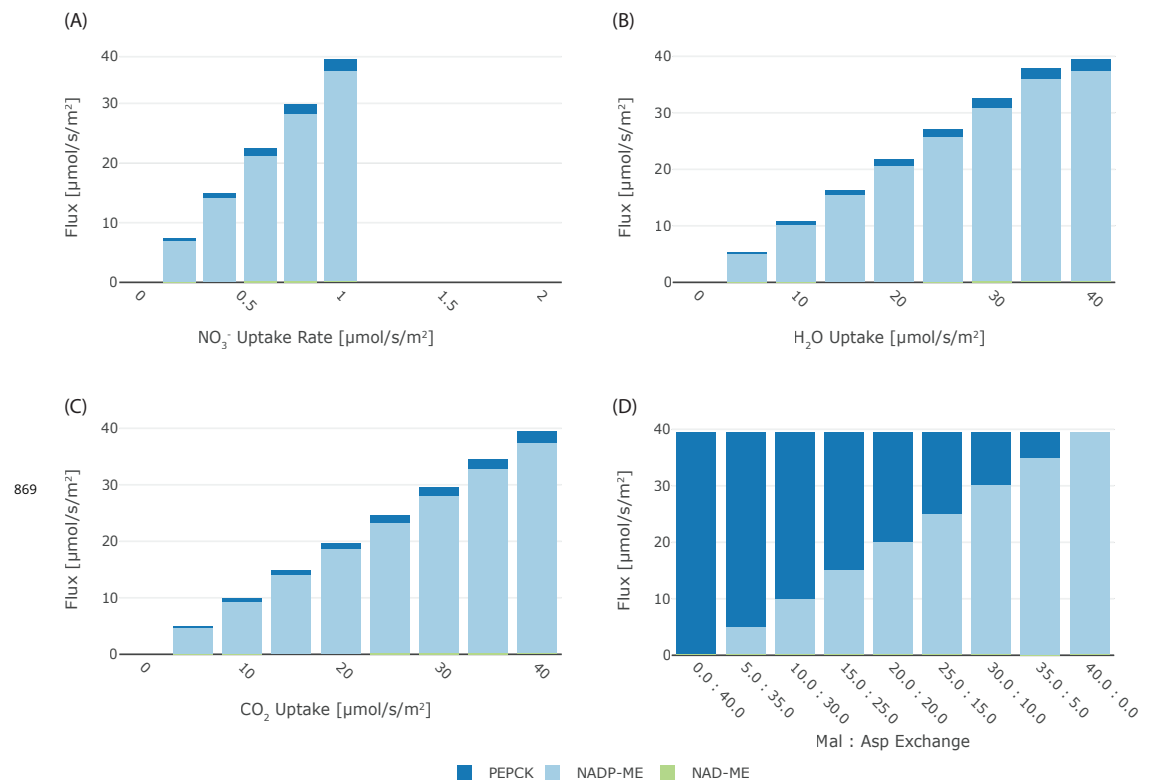 (A)
40
30
20
10
0
Flux [µmol/s/m²]
0
0.5
1
1.5
2
NO₃⁻ Uptake Rate [µmol/s/m²]
(B)
40
30
20
10
0
Flux [µmol/s/m²]
0
10
20
30
40
H₂O Uptake [µmol/s/m²]
(C)
40
30
20
10
0
Flux [µmol/s/m²]
0
10
20
30
40
CO₂ Uptake [µmol/s/m²]
(D)
40
30
20
10
0
Flux [µmol/s/m²]
0.0 : 40.0
5.0 : 35.0
10.0 : 30.0
15.0 : 25.0
20.0 : 20.0
25.0 : 15.0
30.0 : 10.0
35.0 : 5.0
40.0 : 0.0
Mal : Asp Exchange
869
PEPCK NADP-ME NAD-ME